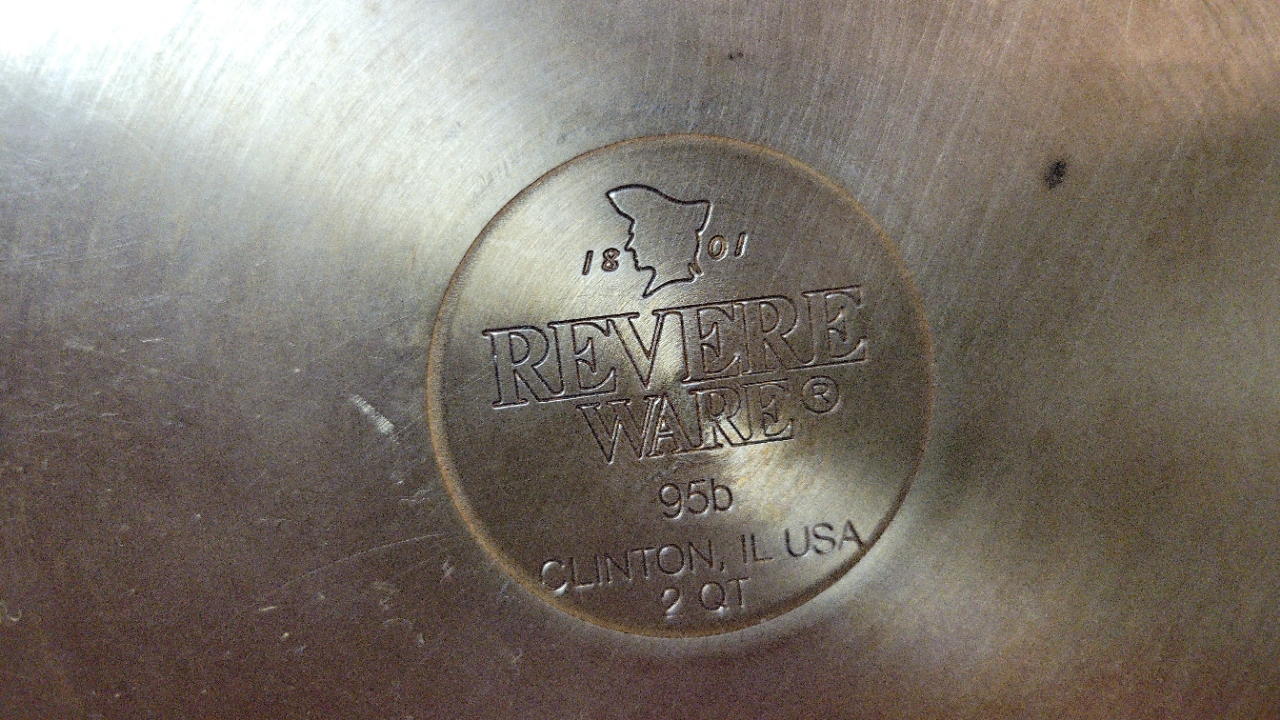 18 01
REVERE
WARE®
95b
CLINTON, IL USA
2 QT